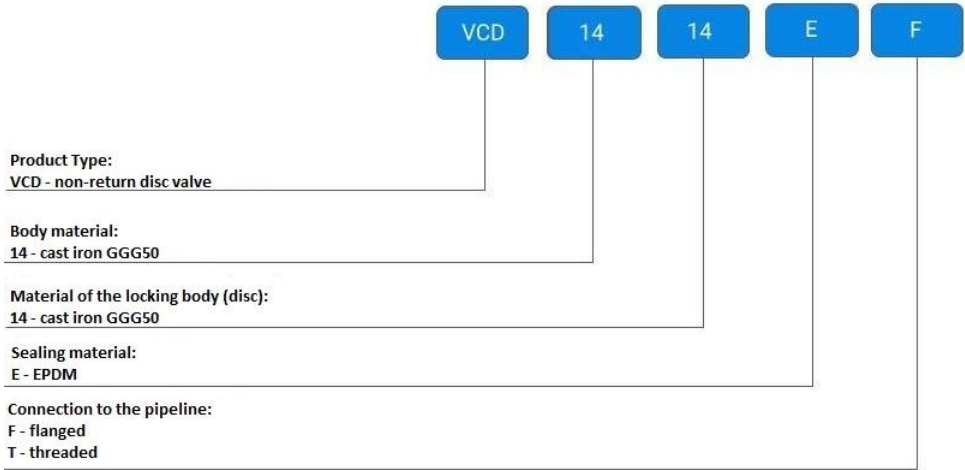 VCD 14 14 E F
Product Type:
VCD - non-return disc valve
Body material:
14 - cast iron GGG50
Material of the locking body (disc):
14 - cast iron GGG50
Sealing material:
E - EPDM
Connection to the pipeline:
F - flanged
T - threaded